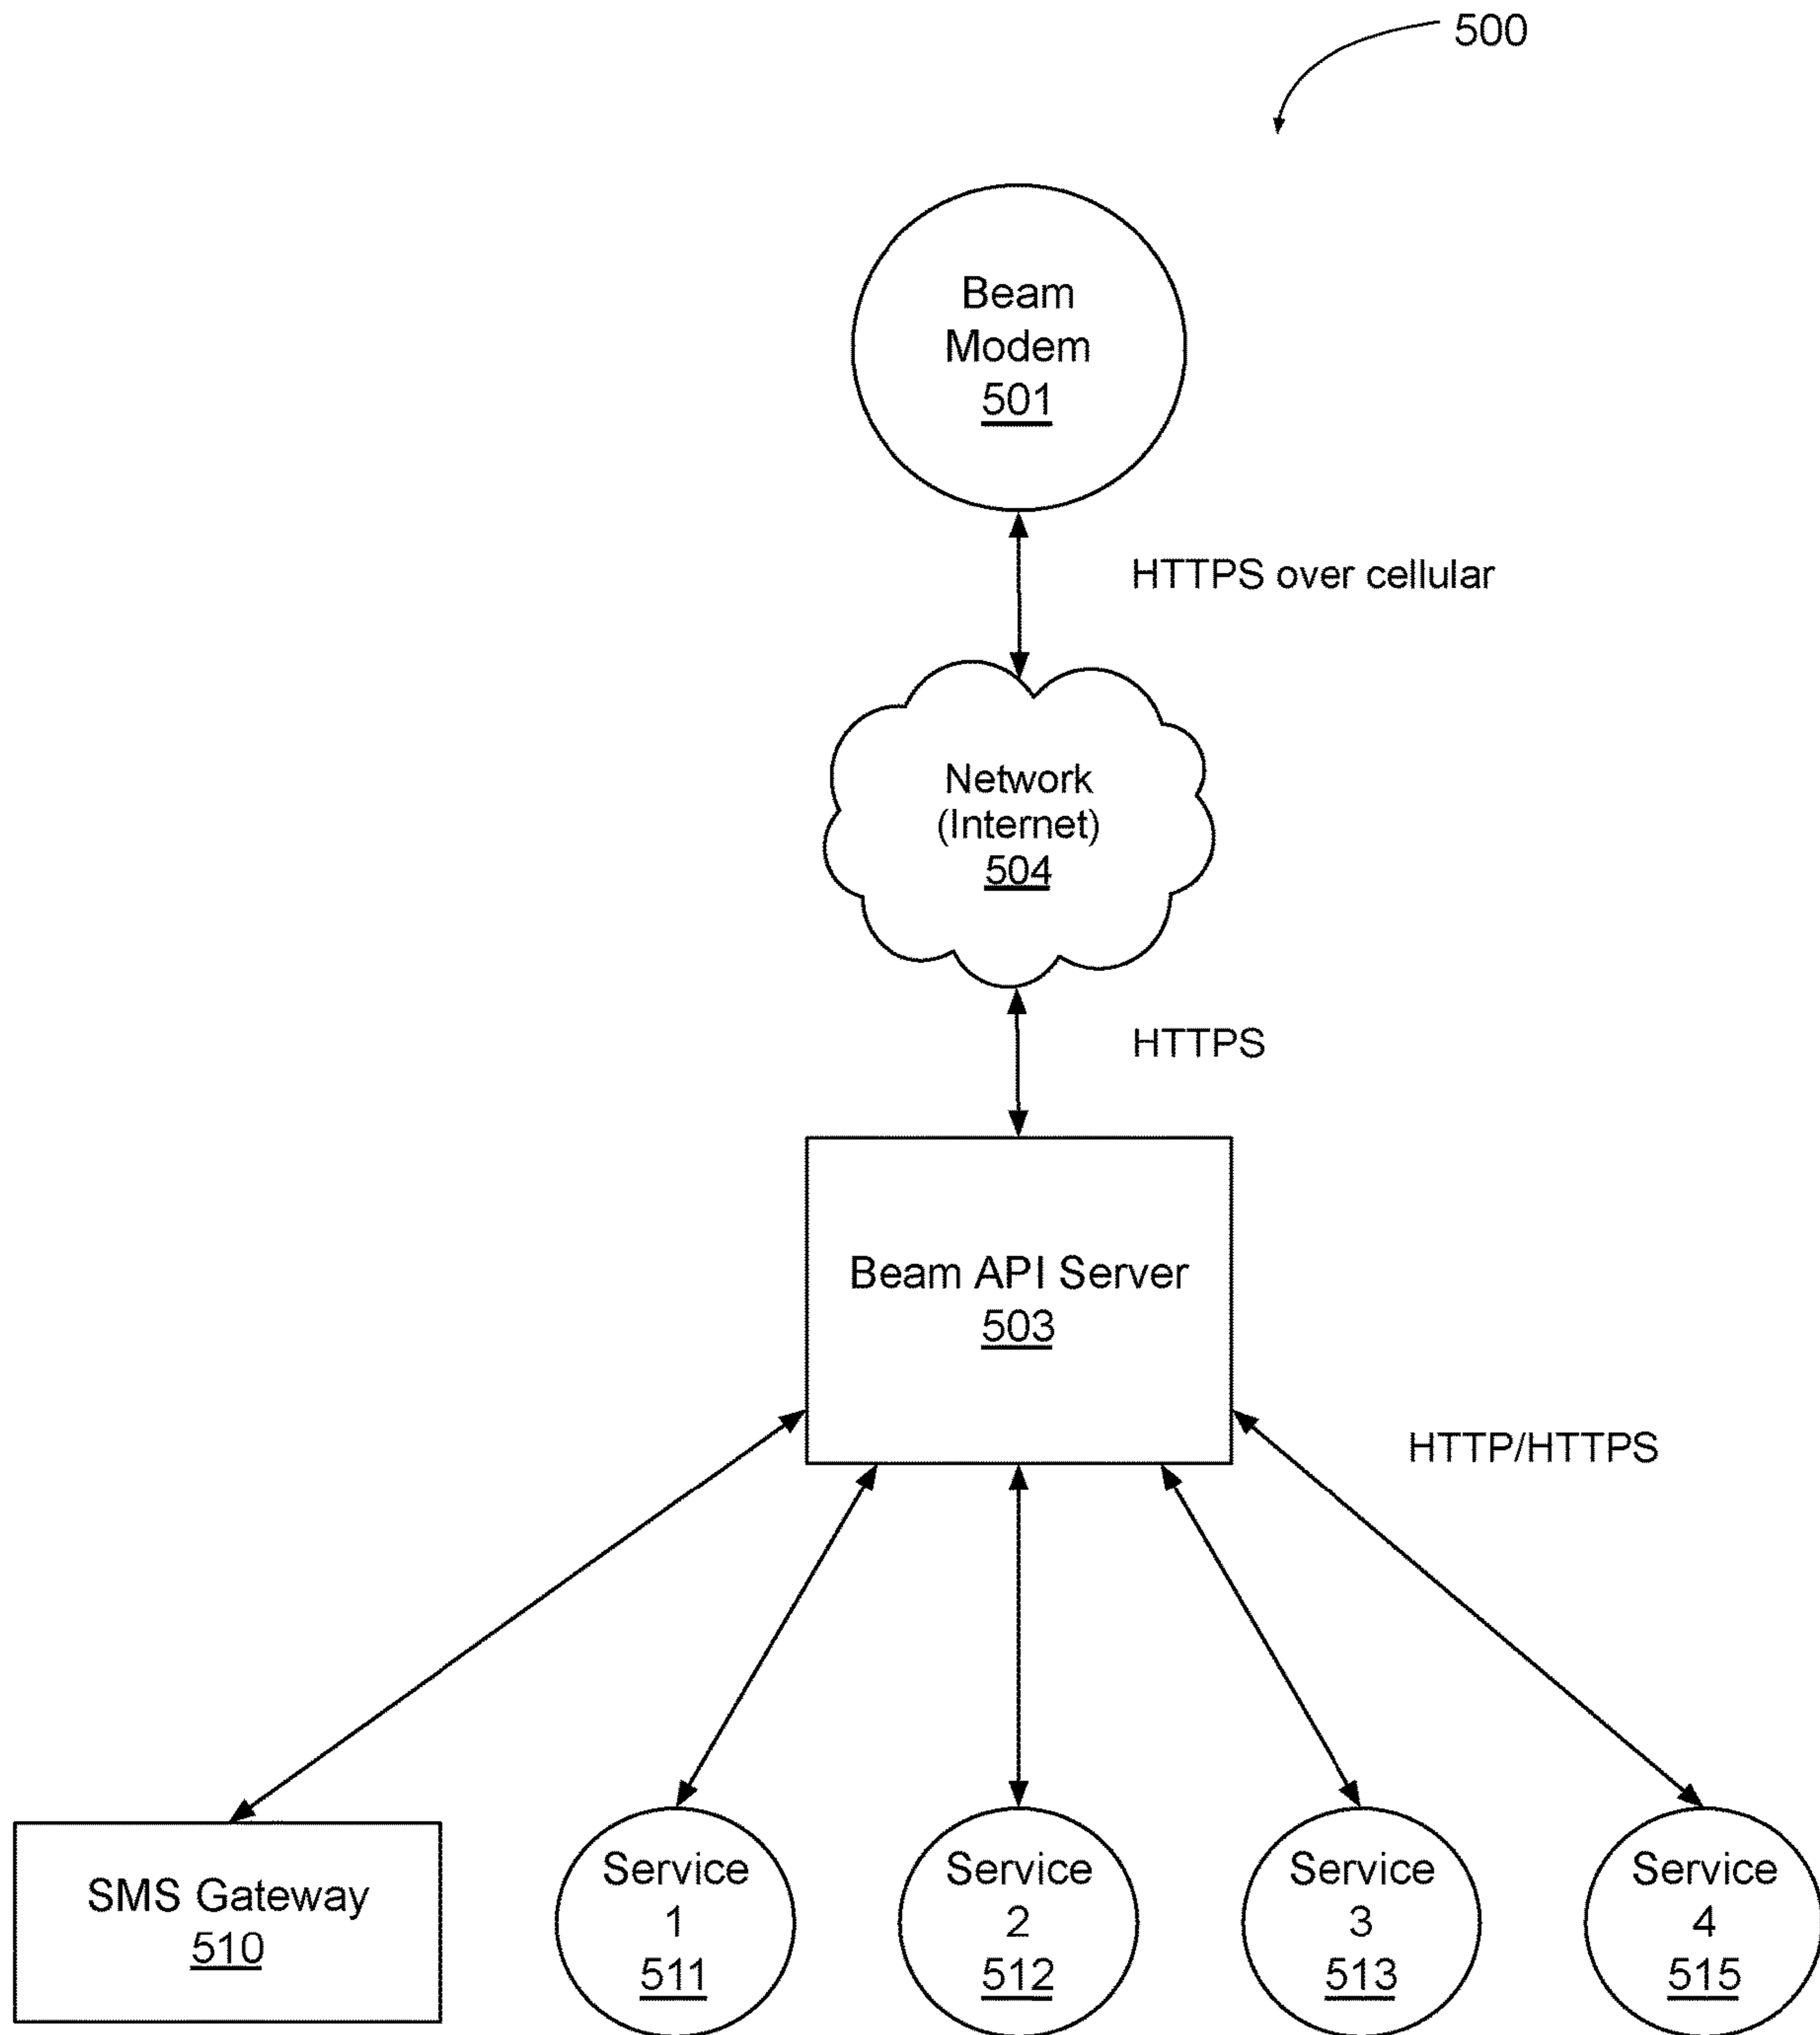 500
Beam
Modem
501
HTTPS over cellular
Network
(Internet)
504
HTTPS
Beam API Server
503
HTTP/HTTPS
SMS Gateway
510
Service
1
511
Service
2
512
Service
3
513
Service
4
515